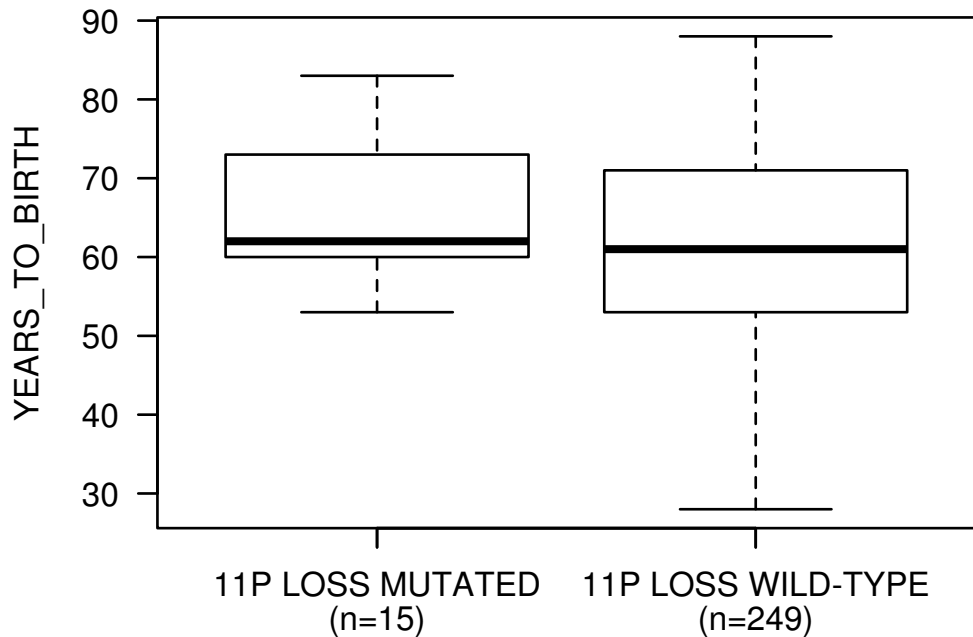 YEARS_TO_BIRTH
90
80
70
60
50
40
30
11P LOSS MUTATED
(n=15)
11P LOSS WILD-TYPE
(n=249)